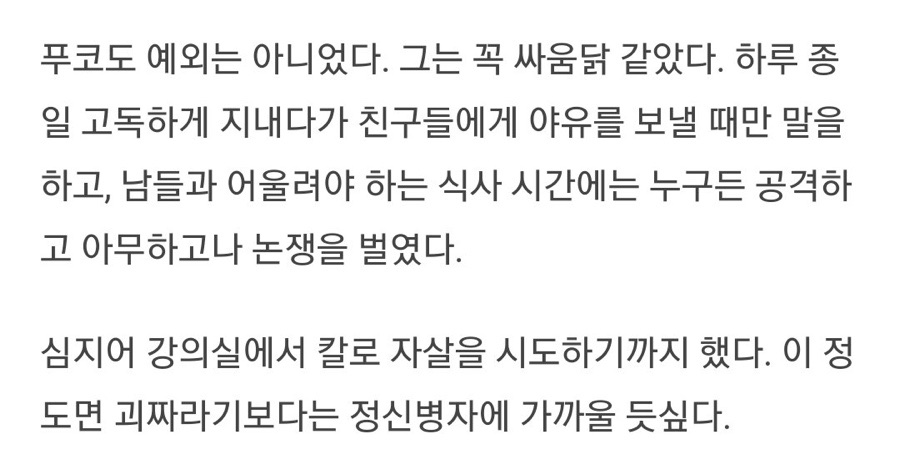 푸코도 예외는 아니었다. 그는 꼭 싸움닭 같았다. 하루 종
일 고독하게 지내다가 친구들에게 야유를 보낼 때만 말을
하고, 남들과 어울려야 하는 식사 시간에는 누구든 공격하
고 아무하고나 논쟁을 벌였다.
심지어 강의실에서 칼로 자살을 시도하기까지 했다. 이 정
도면 괴짜라기보다는 정신병자에 가까울 듯싶다.